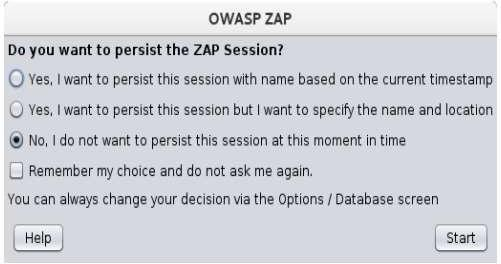 OWASP ZAP
Do you want to persist the ZAP Session?
Yes, I want to persist this session with name based on the current timestamp
Yes, I want to persist this session but I want to specify the name and location
No, I do not want to persist this session at this moment in time
Remember my choice and do not ask me again.
You can always change your decision via the Options / Database screen
Help
Start